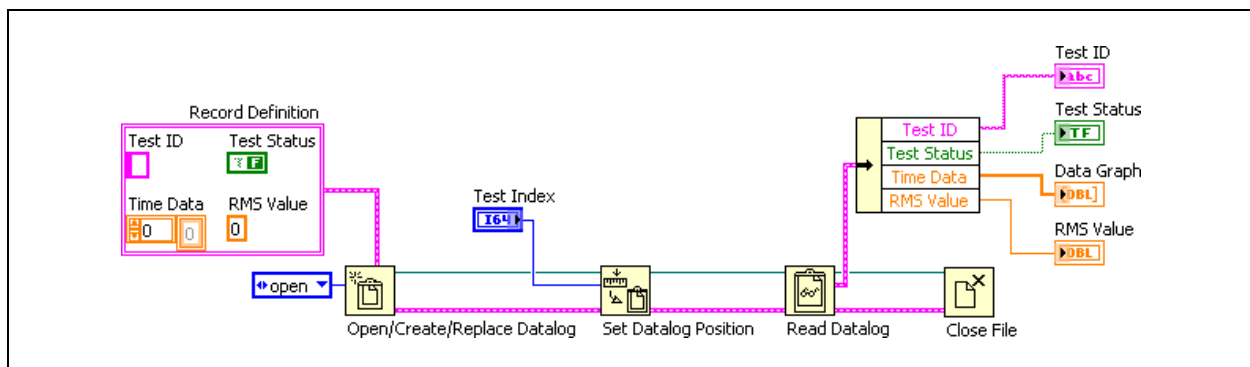 Record Definition
Test ID
Test Status
? F
Time Data
RMS Value
0
0
0
open
Open/Create/Replace Datalog
Test Index
I64
Set Datalog Position
Read Datalog
Close File
Test ID
Test Status
Time Data
RMS Value
Test ID
abc
Test Status
TF
Data Graph
DBL]
RMS Value
DBL